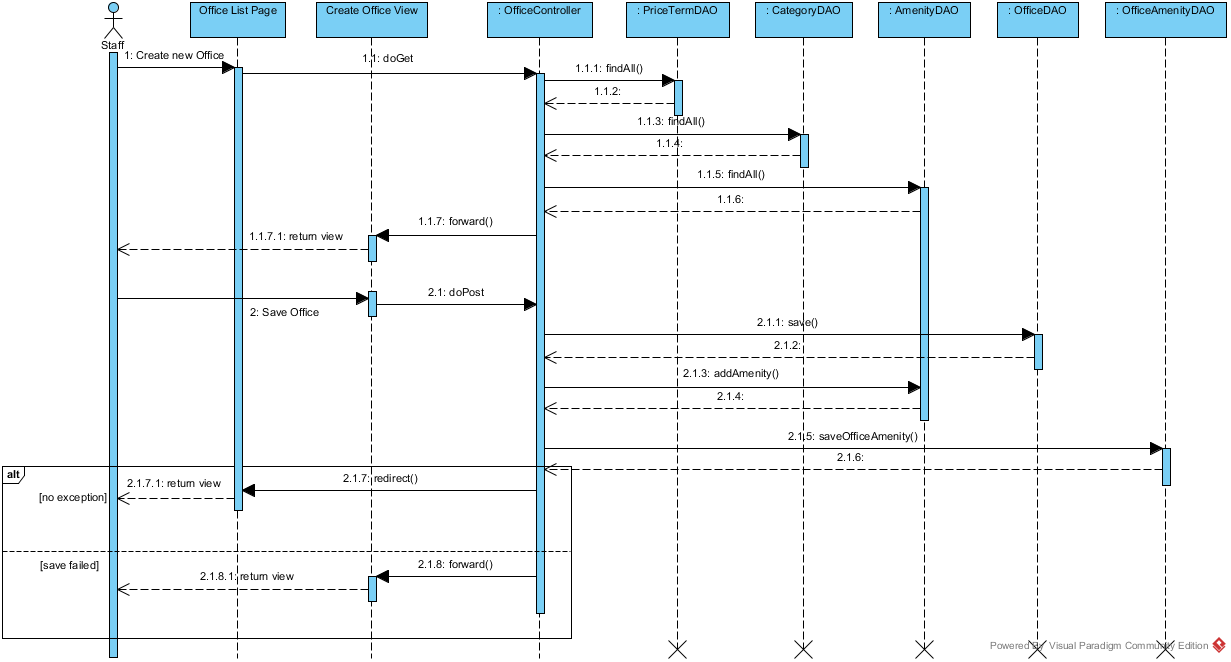 Office List Page
Create Office View
: OfficeController
: PriceTermDAO
: CategoryDAO
: AmenityDAO
: OfficeDAO
: OfficeAmenityDAO
Staff
1: Create new Office
1.1: doGet
1.1.1: findAll()
1.1.2:
1.1.3: findAll()
1.1.4:
1.1.5: findAll()
1.1.6:
1.1.7: forward()
1.1.7.1: return view
2.1: doPost
2: Save Office
2.1.1: save()
2.1.2:
2.1.3: addAmenity()
2.1.4:
2.1.5: saveOfficeAmenity()
2.1.6:
alt
2.1.7: redirect()
2.1.7.1: return view
[no exception]
[save failed]
2.1.8: forward()
2.1.8.1: return view
Powered By Visual Paradigm Community Edition